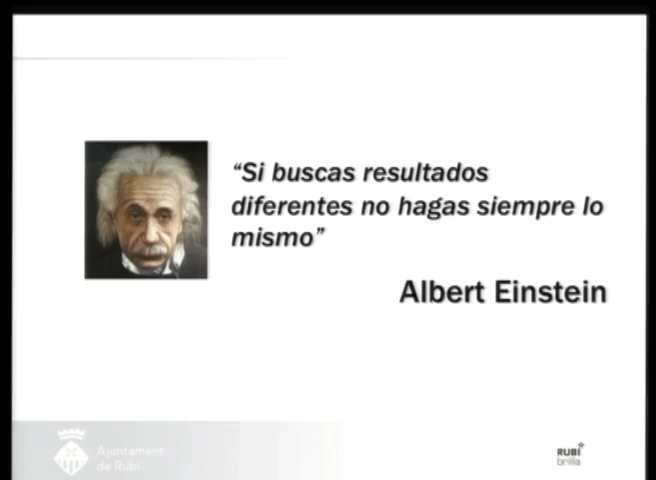 “Si buscas resultados
diferentes no hagas siempre lo
mismo”
Albert Einstein
Ajuntament
de Rubí
RUBÍ
brilla